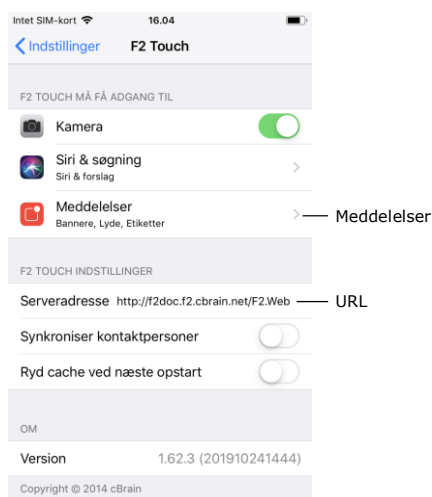 Intet SIM-kort 16.04
Indstillinger F2 Touch
F2 TOUCH MÅ FÅ ADGANG TIL
Kamera
Siri & søgning
Siri & forslag
Meddelelser
Bannere, Lyde, Etiketter
Meddelelser
F2 TOUCH INDSTILLINGER
Serveradresse http://f2doc.f2.cbrain.net/F2.Web
URL
Synkroniser kontaktpersoner
Ryd cache ved næste opstart
OM
Version 1.62.3 (201910241444)
Copyright © 2014 cBrain